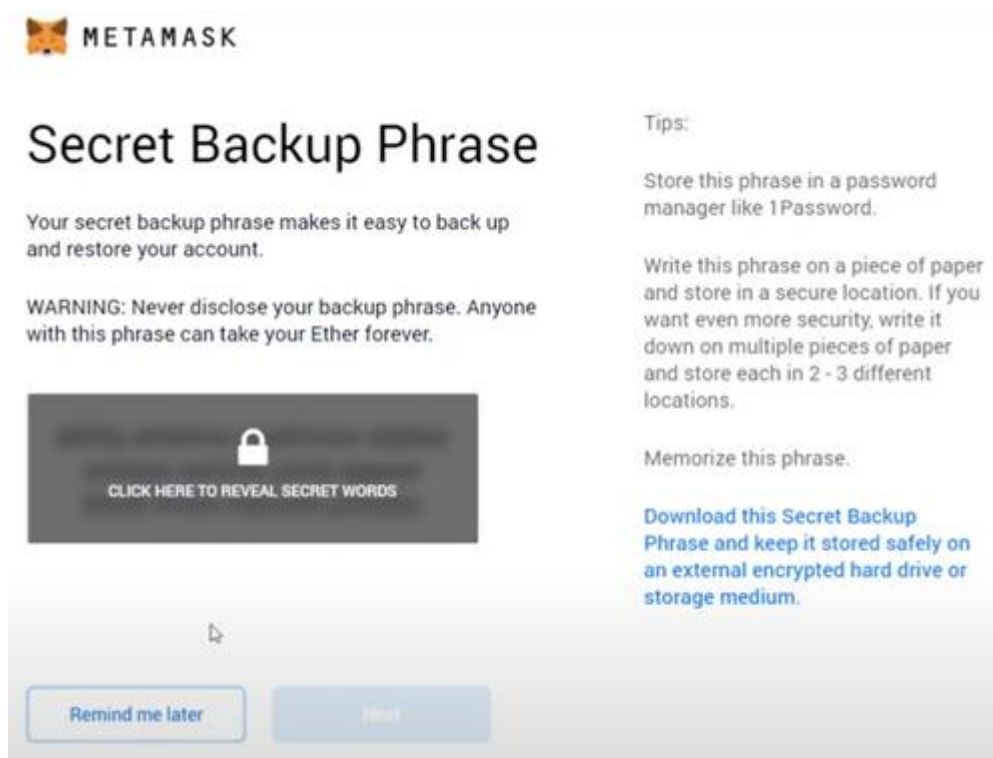 METAMASK
Secret Backup Phrase
Your secret backup phrase makes it easy to back up
and restore your account.
WARNING: Never disclose your backup phrase. Anyone
with this phrase can take your Ether forever.
CLICK HERE TO REVEAL SECRET WORDS
Remind me later
Next
Tips:
Store this phrase in a password
manager like 1Password.
Write this phrase on a piece of paper
and store in a secure location. If you
want even more security, write it
down on multiple pieces of paper
and store each in 2 - 3 different
locations.
Memorize this phrase.
Download this Secret Backup
Phrase and keep it stored safely on
an external encrypted hard drive or
storage medium.